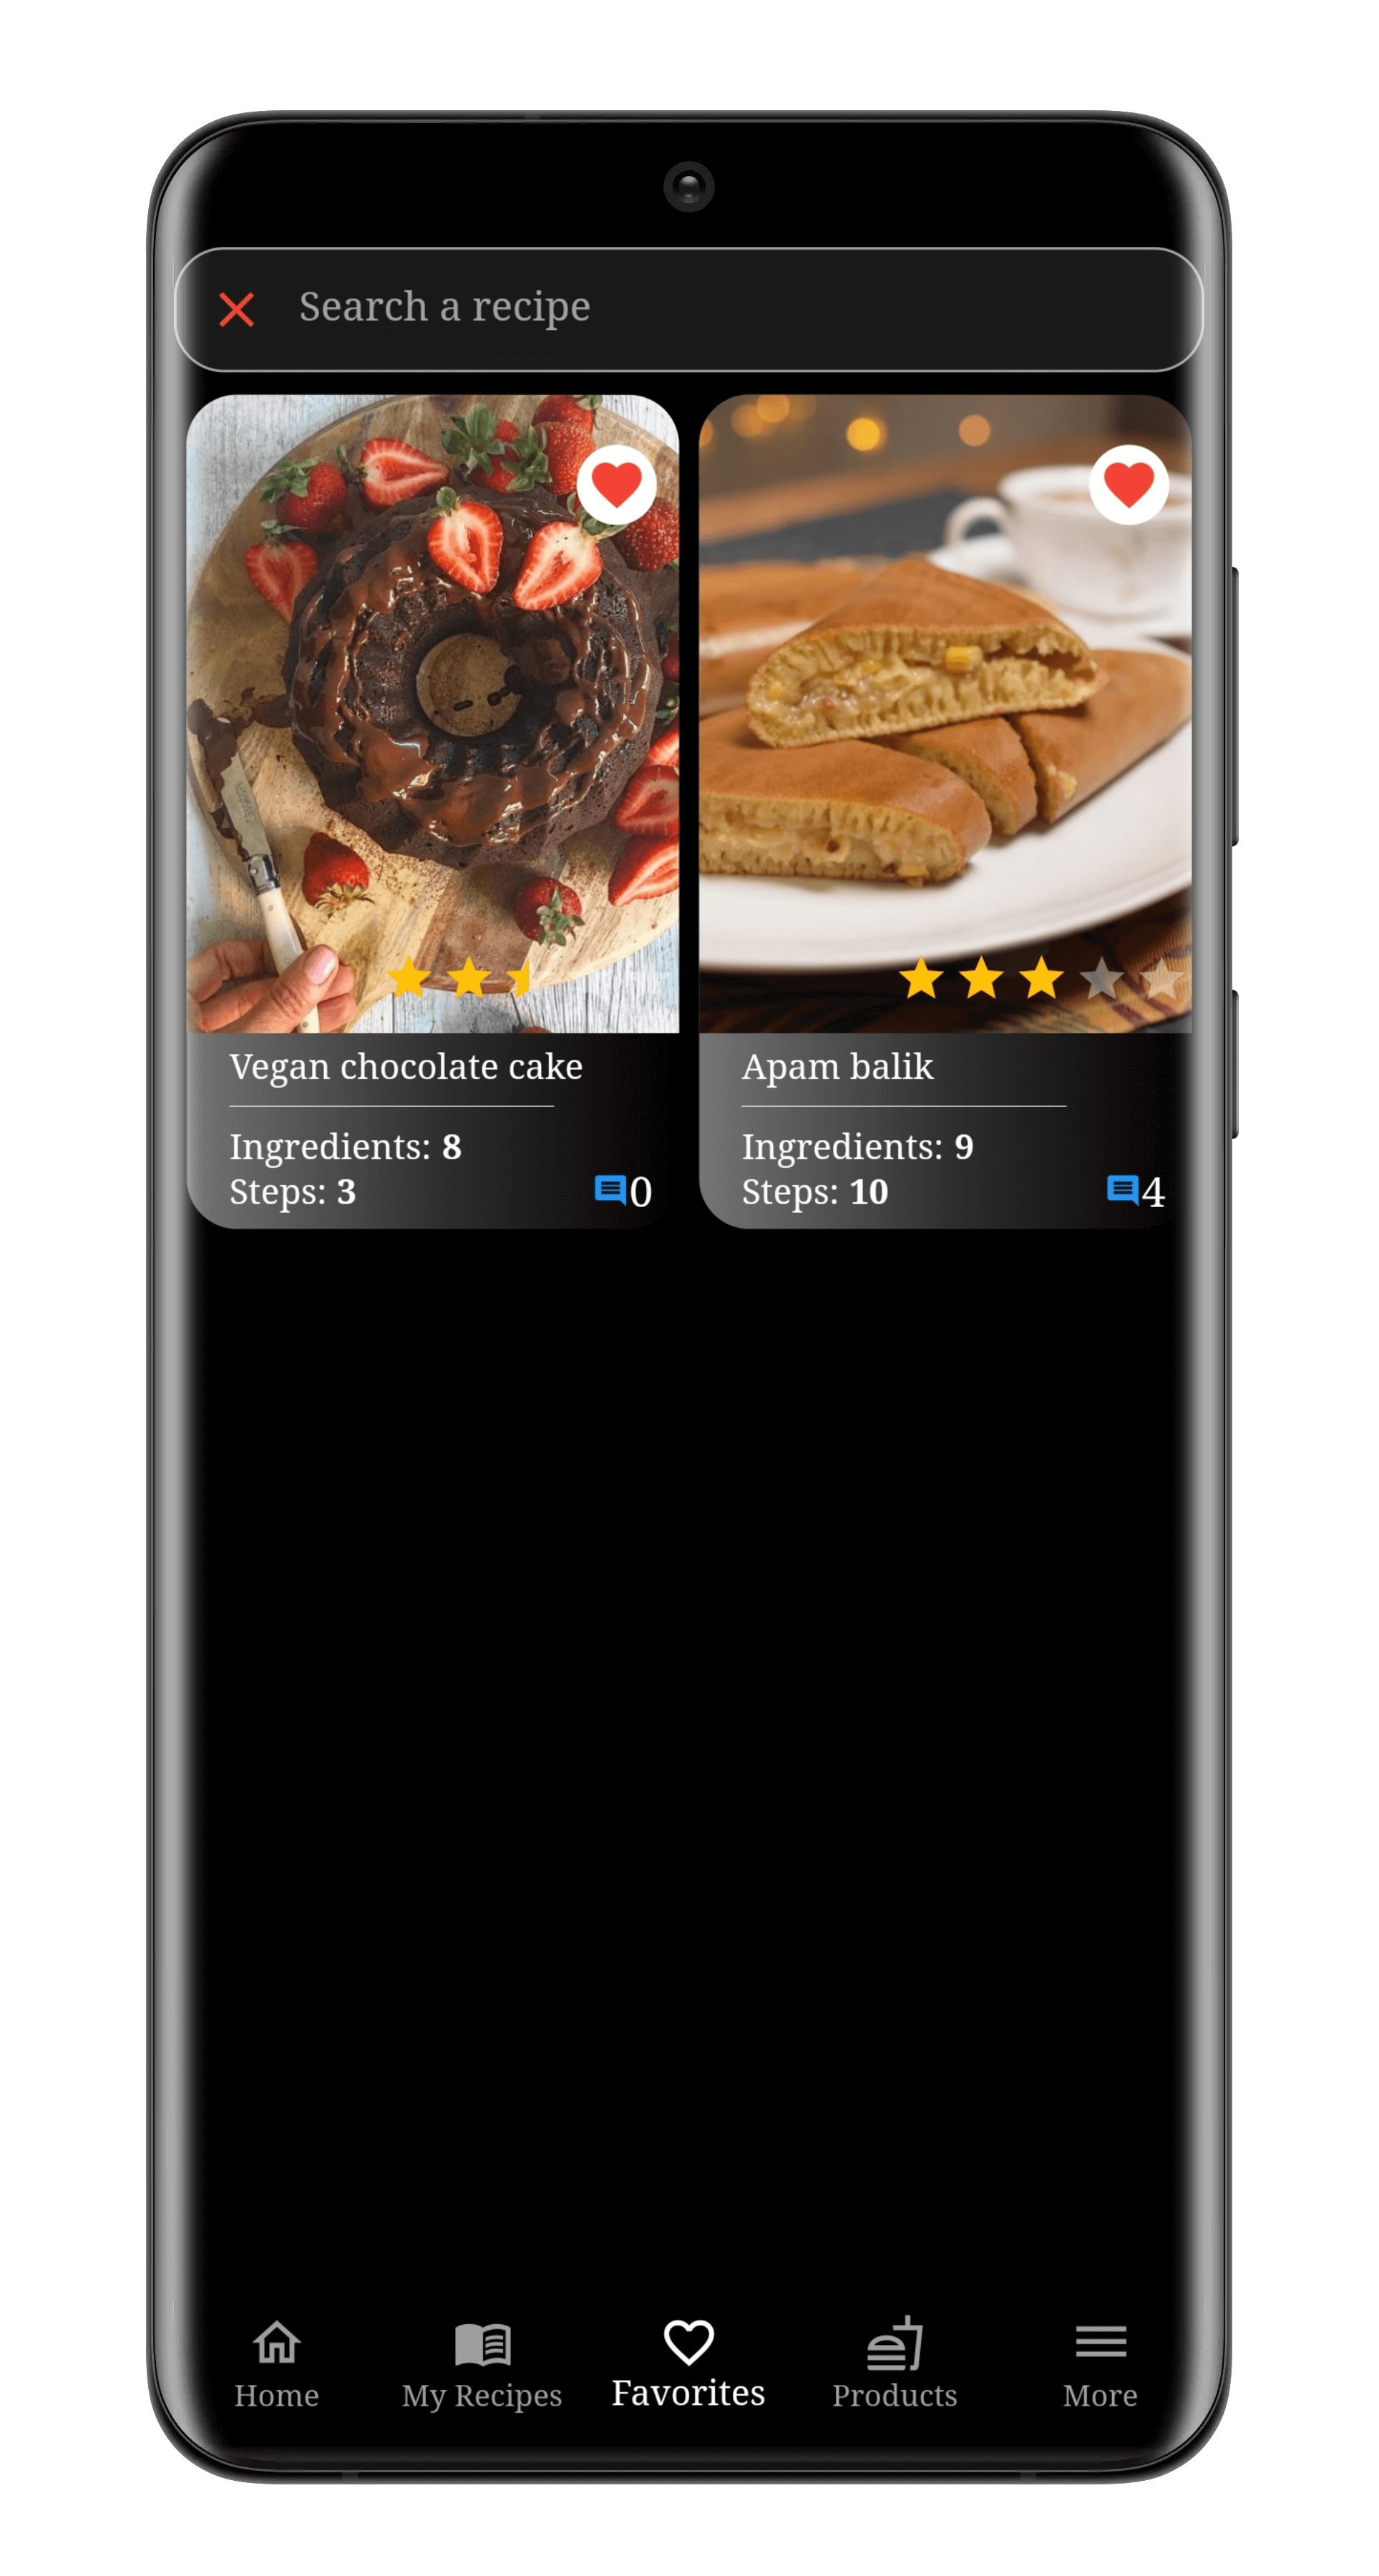 Search a recipe
Vegan chocolate cake
Ingredients: 8
Steps: 3
0
Apam balik
Ingredients: 9
Steps: 10
4
Home
My Recipes
Favorites
Products
More